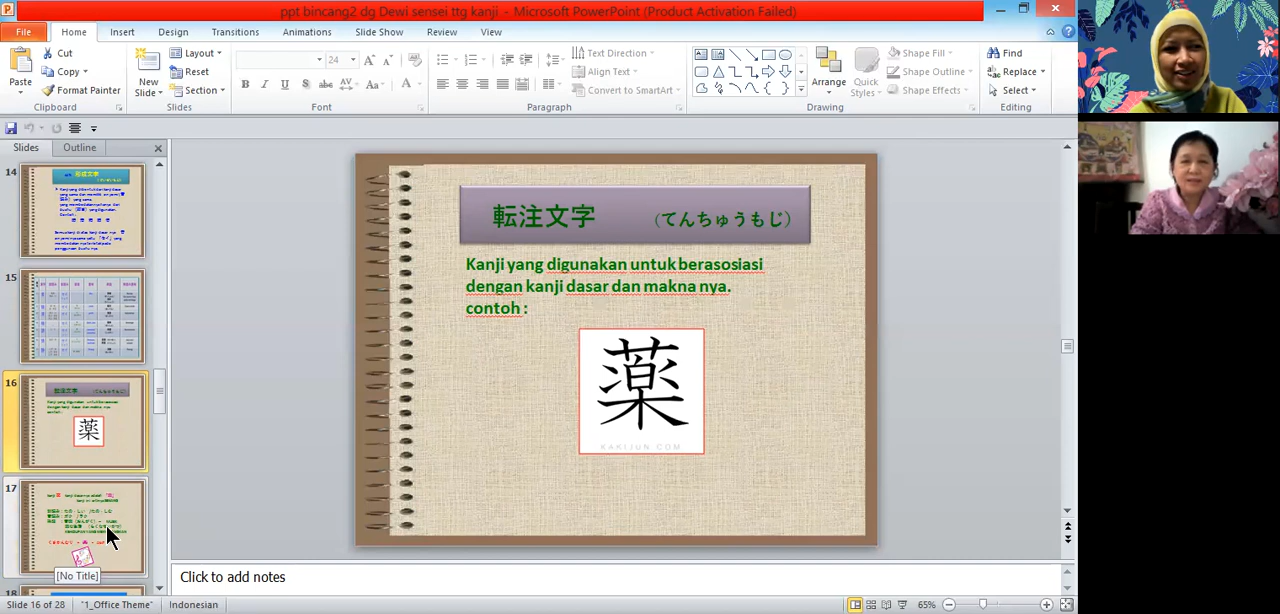 ppt bincang2 dg Dewi sensei ttg kanji - Microsoft PowerPoint (Product Activation Failed)
File Home Insert Design Transitions Animations Slide Show Review View
Paste
Cut
Copy
Format Painter
Clipboard
New Slide
Layout
Reset
Section
Slides
24
Font
Text Direction
Align Text
Convert to SmartArt
Paragraph
Arrange
Quick Styles
Shape Fill
Shape Outline
Shape Effects
Drawing
Find
Replace
Select
Editing
Slides Outline
14
15
16
17
18
[No Title]
転注文字 (てんちゅうもじ)
Kanji yang digunakan untuk berasosiasi
dengan kanji dasar dan makna nya.
contoh :
薬
KAKIJUN.COM
Click to add notes
Slide 16 of 28 "1_Office Theme" Indonesian 65%